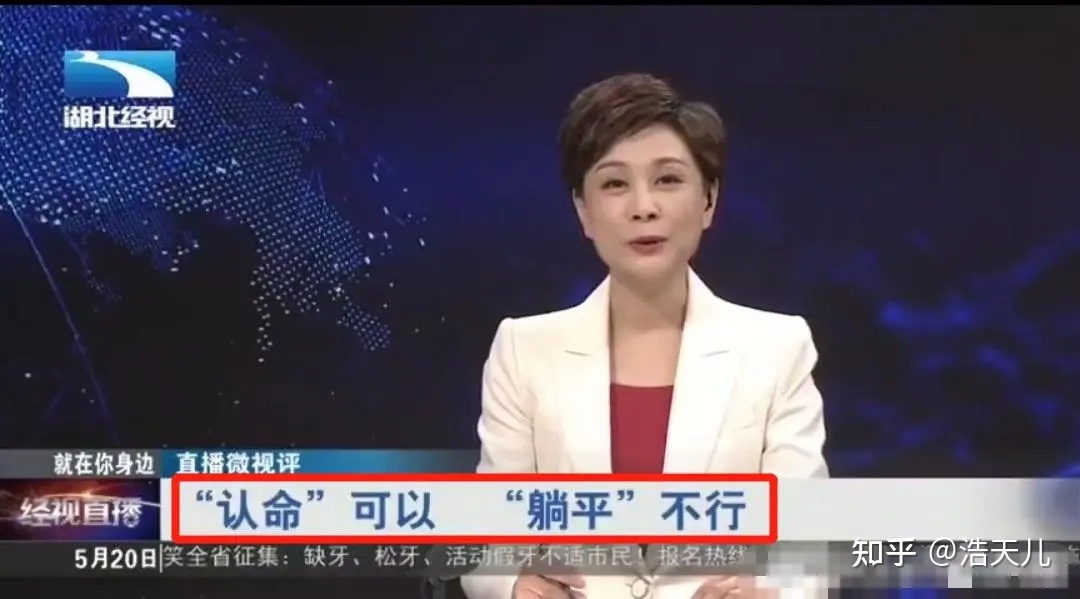 湖北经视
就在你身边 直播微视评
经视直播
“认命”可以 “躺平”不行
5月20日
笑全省征集：缺牙、松牙、活动假牙不适市民！报名热线
知乎 @浩天儿